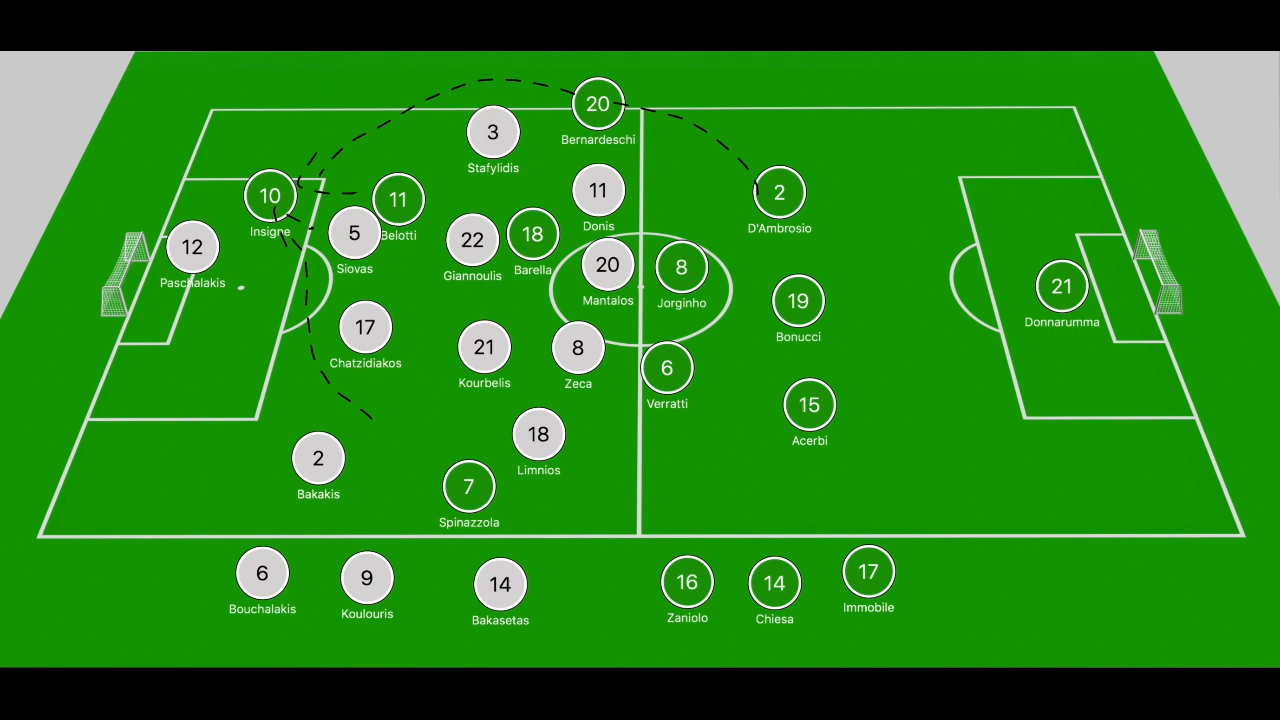 20
Bernardeschi
3
Stafylidis
11
Donis
2
D'Ambrosio
10
Insigne
11
Belotti
5
Siovas
12
Paschalakis
22
Giannoulis
18
Barella
20
Mantalos
8
Jorginho
19
Bonucci
21
Donnarumma
17
Chatzidiakos
21
Kourbelis
8
Zeca
6
Verratti
15
Acerbi
18
Limnios
2
Bakakis
7
Spinazzola
6
Bouchalakis
9
Koulouris
14
Bakasetas
16
Zaniolo
14
Chiesa
17
Immobile